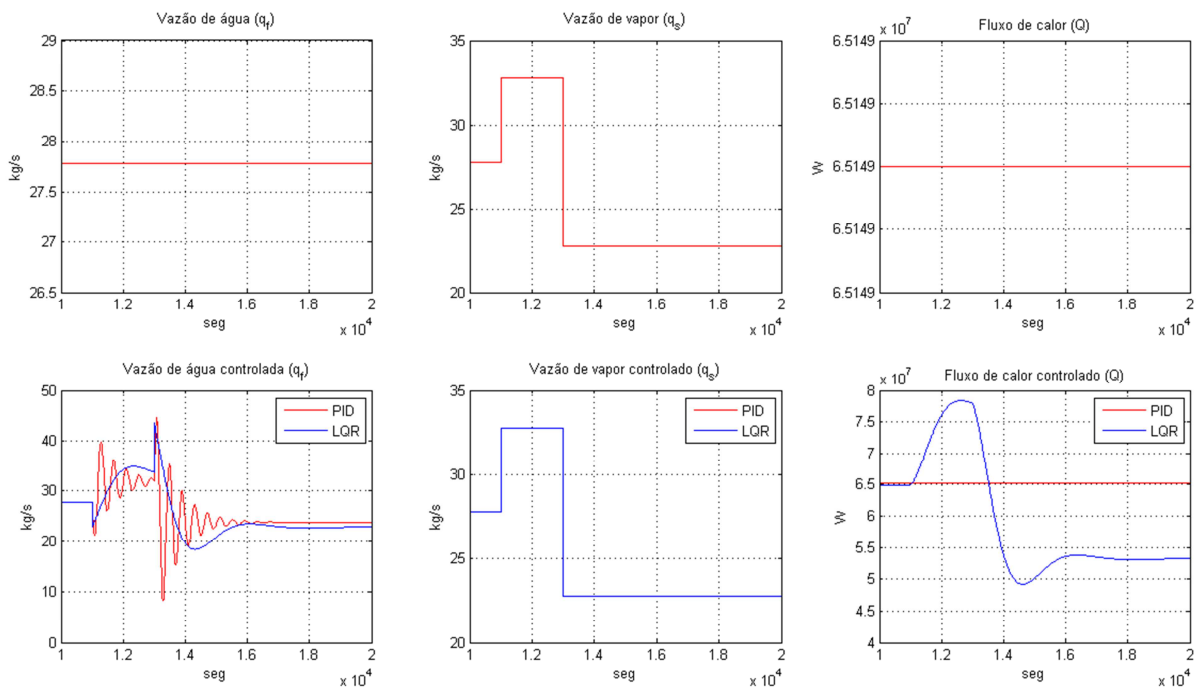 Vazão de água (q_f)
29
28.5
28
27.5
27
26.5
kg/s
1 1.2 1.4 1.6 1.8 2
seg
x 10^4
Vazão de vapor (q_s)
35
30
25
20
kg/s
1 1.2 1.4 1.6 1.8 2
seg
x 10^4
Fluxo de calor (Q)
x 10^7
6.5149
6.5149
6.5149
6.5149
6.5149
W
1 1.2 1.4 1.6 1.8 2
seg
x 10^4
Vazão de água controlada (q_f)
50
40
30
20
10
0
kg/s
PID
LQR
1 1.2 1.4 1.6 1.8 2
seg
x 10^4
Vazão de vapor controlado (q_s)
35
30
25
20
kg/s
PID
LQR
1 1.2 1.4 1.6 1.8 2
seg
x 10^4
Fluxo de calor controlado (Q)
x 10^7
8
7.5
7
6.5
6
5.5
5
4.5
4
W
PID
LQR
1 1.2 1.4 1.6 1.8 2
seg
x 10^4